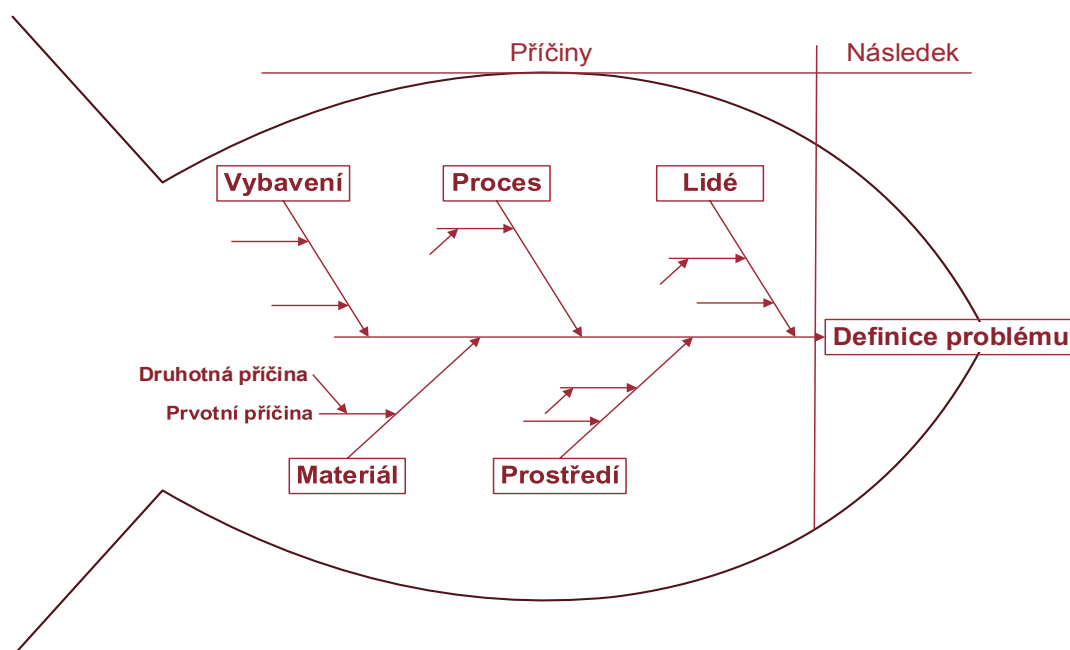 Příčiny
Následek
Vybavení
Proces
Lidé
Definice problému
Druhotná příčina
Prvotní příčina
Materiál
Prostředí